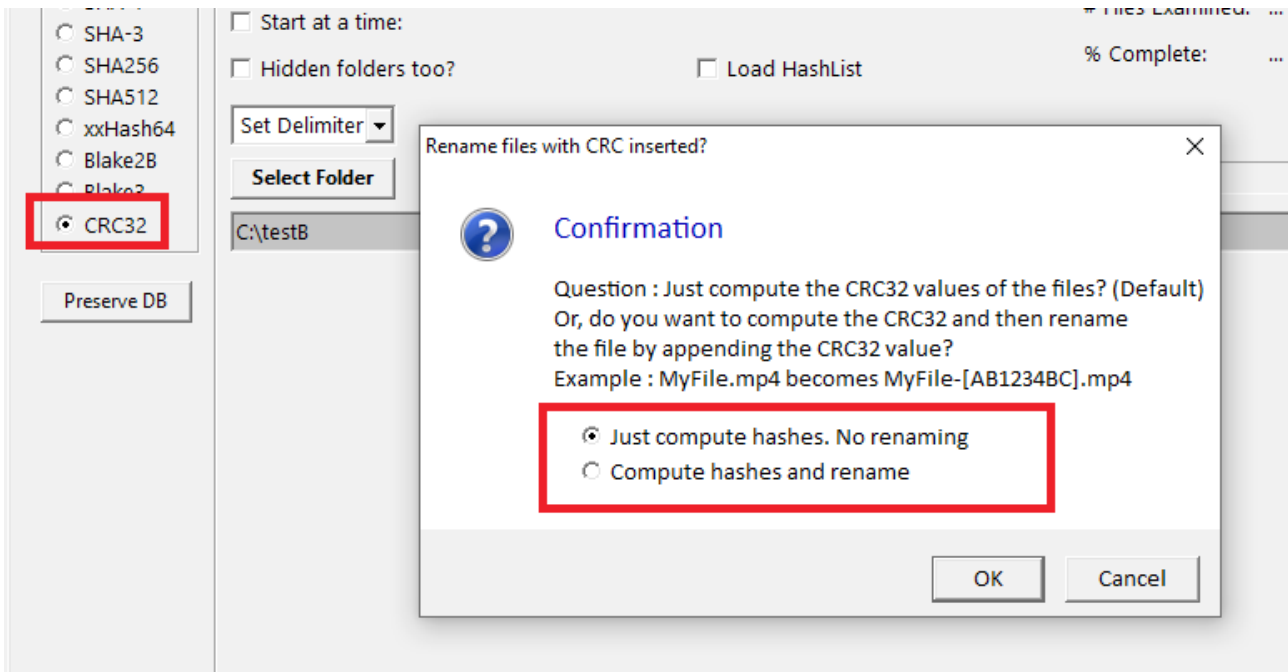 SHA-3
SHA256
SHA512
xxHash64
Blake2B
Blake3
CRC32
Preserve DB
Start at a time:
Hidden folders too?
Load HashList
# Files Examined: ...
% Complete: ...
Set Delimiter
Select Folder
C:\testB
Rename files with CRC inserted?
Confirmation
Question : Just compute the CRC32 values of the files? (Default)
Or, do you want to compute the CRC32 and then rename
the file by appending the CRC32 value?
Example : MyFile.mp4 becomes MyFile-[AB1234BC].mp4
Just compute hashes. No renaming
Compute hashes and rename
OK
Cancel